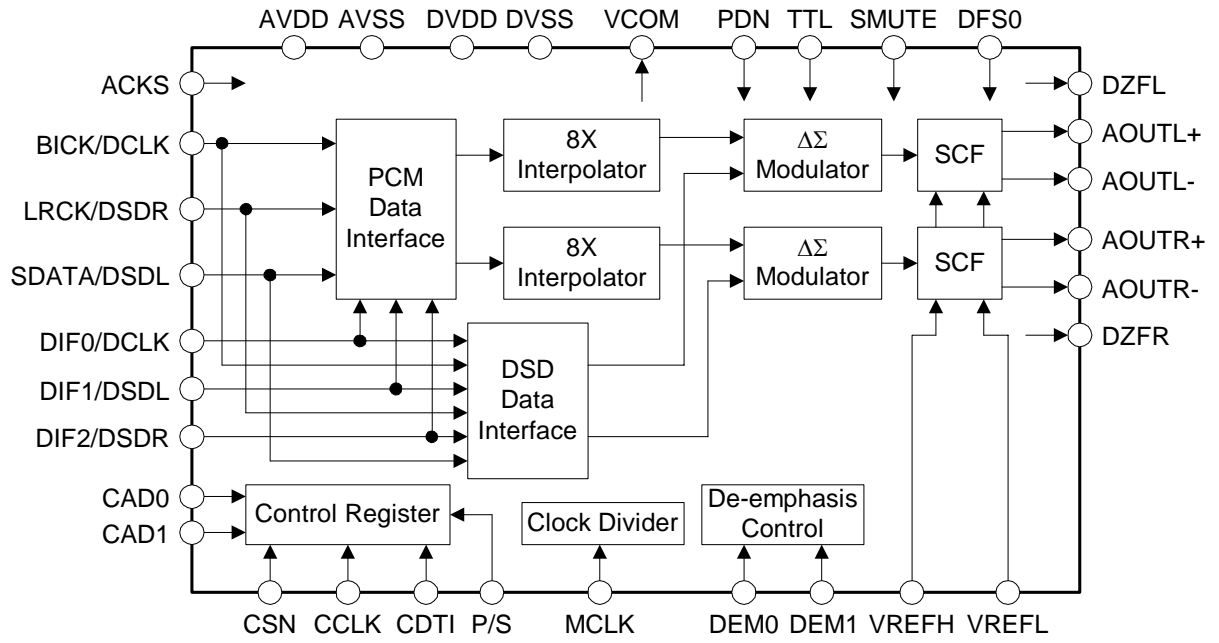 AVDD AVSS DVDD DVSS VCOM PDN TTL SMUTE DFS0
ACKS
DZFL
BICK/DCLK
AOUTL+
PCM
Data
Interface
8X
Interpolator
ΔΣ
Modulator
SCF
AOUTL-
LRCK/DSDR
8X
Interpolator
ΔΣ
Modulator
SCF
AOUTR+
SDATA/DSDL
AOUTR-
DIF0/DCLK
DZFR
DIF1/DSDL
DSD
Data
Interface
DIF2/DSDR
CAD0
CAD1
Control Register
Clock Divider
De-emphasis
Control
CSN CCLK CDTI P/S MCLK DEM0 DEM1 VREFH VREFL